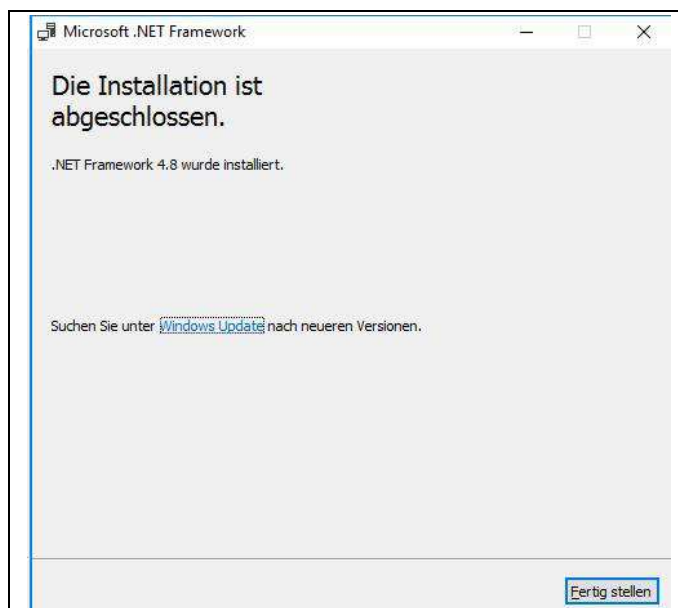 Microsoft .NET Framework
Die Installation ist
abgeschlossen.
.NET Framework 4.8 wurde installiert.
Suchen Sie unter Windows Update nach neueren Versionen.
Fertig stellen